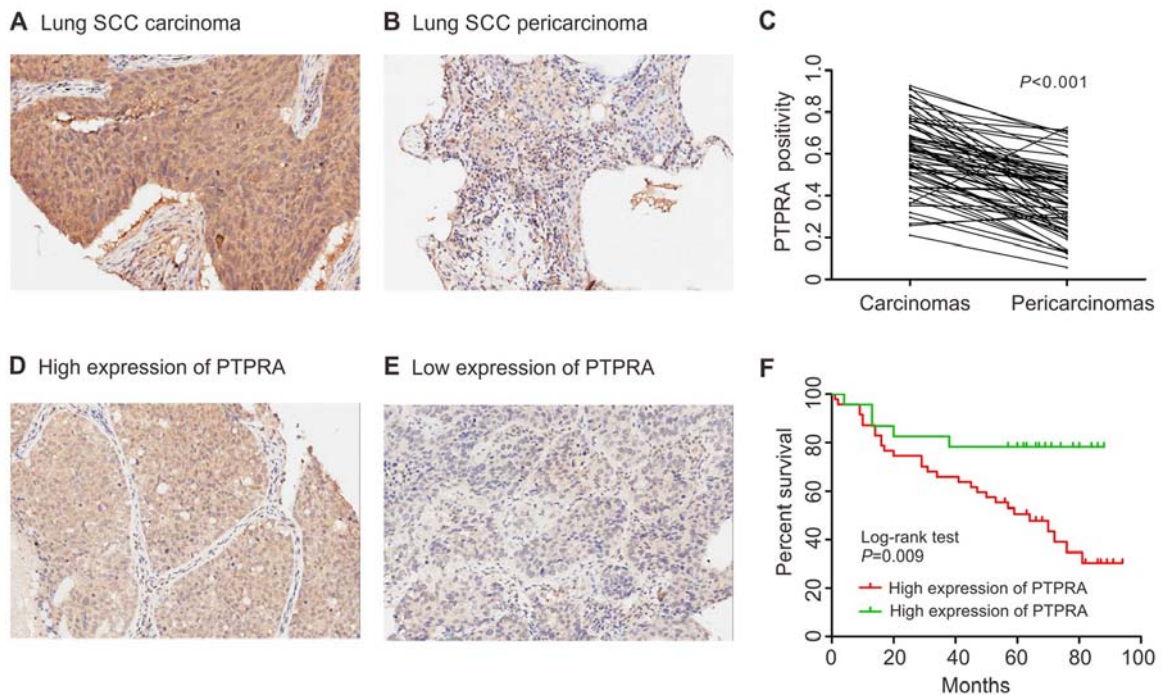 A Lung SCC carcinoma
B Lung SCC pericarcinoma
C
P<0.001
PTPRA positivity
1.0
0.8
0.6
0.4
0.2
0
Carcinomas
Pericarcinomas
D High expression of PTPRA
E Low expression of PTPRA
F
Percent survival
100
80
60
40
20
0
Log-rank test
P=0.009
High expression of PTPRA
High expression of PTPRA
0 20 40 60 80 100
Months